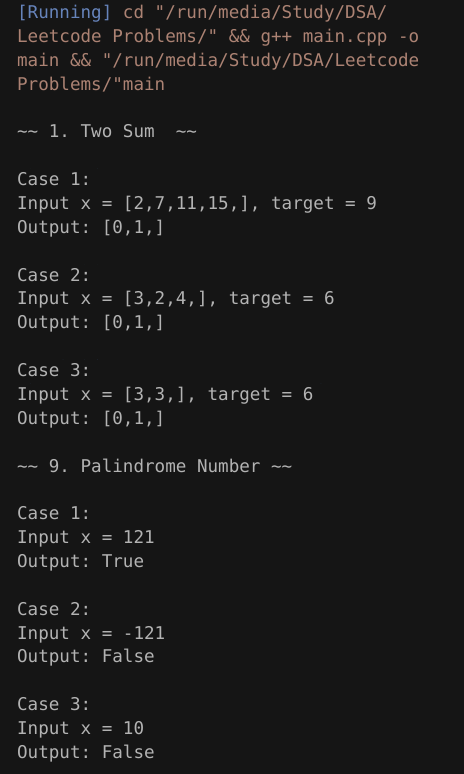 [Running] cd "/run/media/Study/DSA/
Leetcode Problems/" && g++ main.cpp -o
main && "/run/media/Study/DSA/Leetcode
Problems/"main
~~ 1. Two Sum  ~~
Case 1:
Input x = [2,7,11,15,], target = 9
Output: [0,1,]
Case 2:
Input x = [3,2,4,], target = 6
Output: [0,1,]
Case 3:
Input x = [3,3,], target = 6
Output: [0,1,]
~~ 9. Palindrome Number ~~
Case 1:
Input x = 121
Output: True
Case 2:
Input x = -121
Output: False
Case 3:
Input x = 10
Output: False